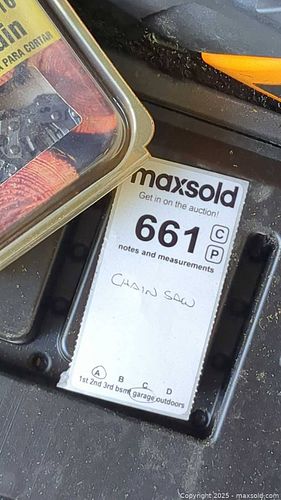 ain
PARA CORTAR
maxsold
Get in on the auction!
661 C
P
notes and measurements
CHAIN SAW
A B C D
1st 2nd 3rd bsmt garage outdoors
Copyright © 2025 - maxsold.com